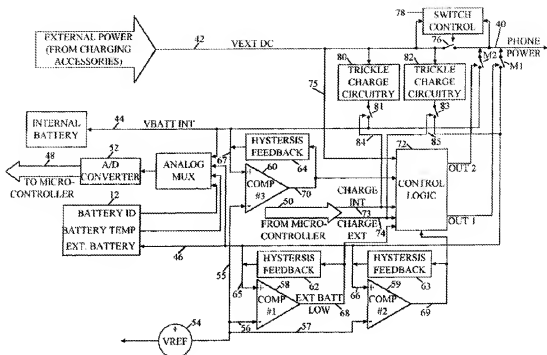 78
SWITCH
CONTROL
40
EXTERNAL POWER
(FROM CHARGING
ACCESSORIES)
42
VEXT DC
76
PHONE
POWER
M2
M1
75
80
TRICKLE
CHARGE
CIRCUITRY
82
TRICKLE
CHARGE
CIRCUITRY
81
83
INTERNAL
BATTERY
44
VBATT INT
84
85
48
52
A/D
CONVERTER
TO MICRO-
CONTROLLER
ANALOG
MUX
67
HYSTERSIS
FEEDBACK
64
60
COMP
#3
70
72
CONTROL
LOGIC
OUT 2
OUT 1
50
CHARGE
INT
73
FROM MICRO-
CONTROLLER
74
CHARGE
EXT
12
BATTERY ID
BATTERY TEMP
EXT. BATTERY
46
55
HYSTERSIS
FEEDBACK
62
HYSTERSIS
FEEDBACK
63
65
58
COMP
#1
EXT BATT
LOW
68
66
59
COMP
#2
69
56
57
54
VREF